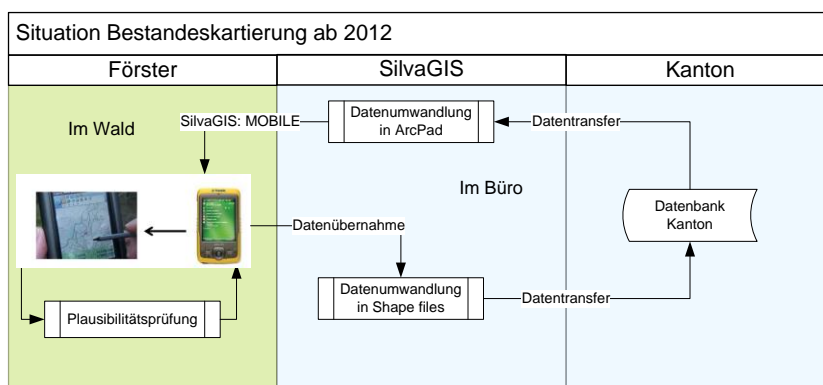 Situation Bestandeskartierung ab 2012
Förster
SilvaGIS
Kanton
Im Wald
SilvaGIS: MOBILE
Datenumwandlung
in ArcPad
Datentransfer
Im Büro
Datenbank
Kanton
Datenübernahme
Datenumwandlung
in Shape files
Datentransfer
Plausibilitätsprüfung